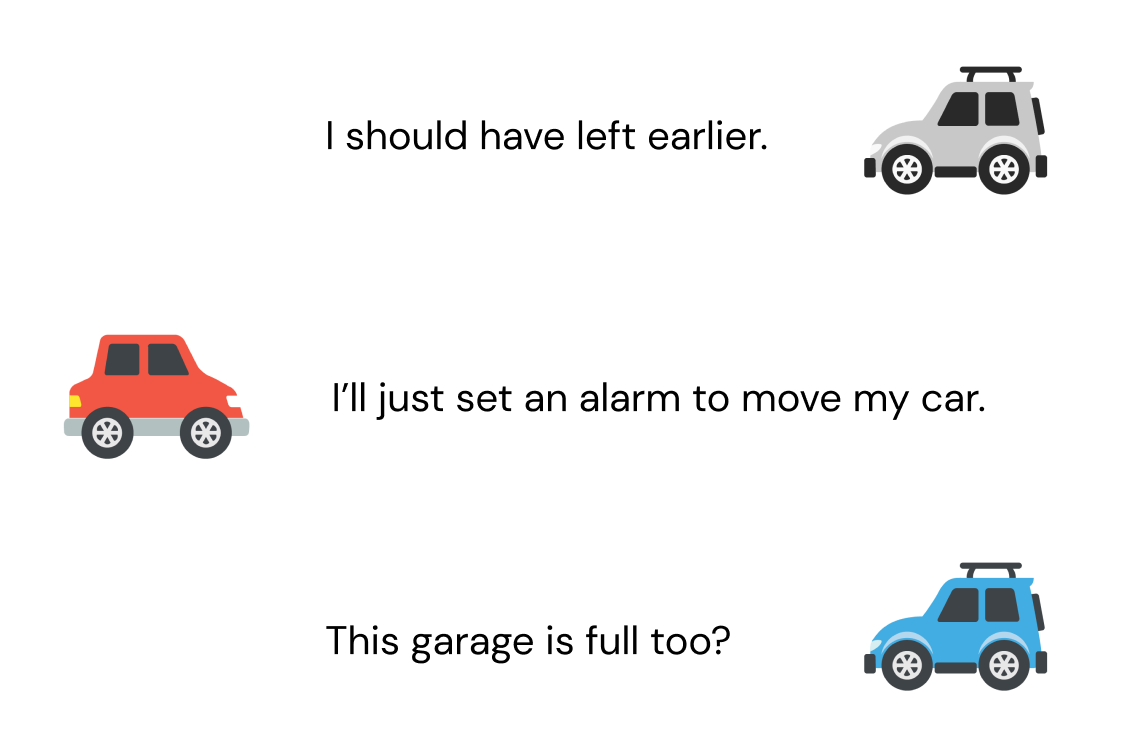 I should have left earlier.
I’ll just set an alarm to move my car.
This garage is full too?